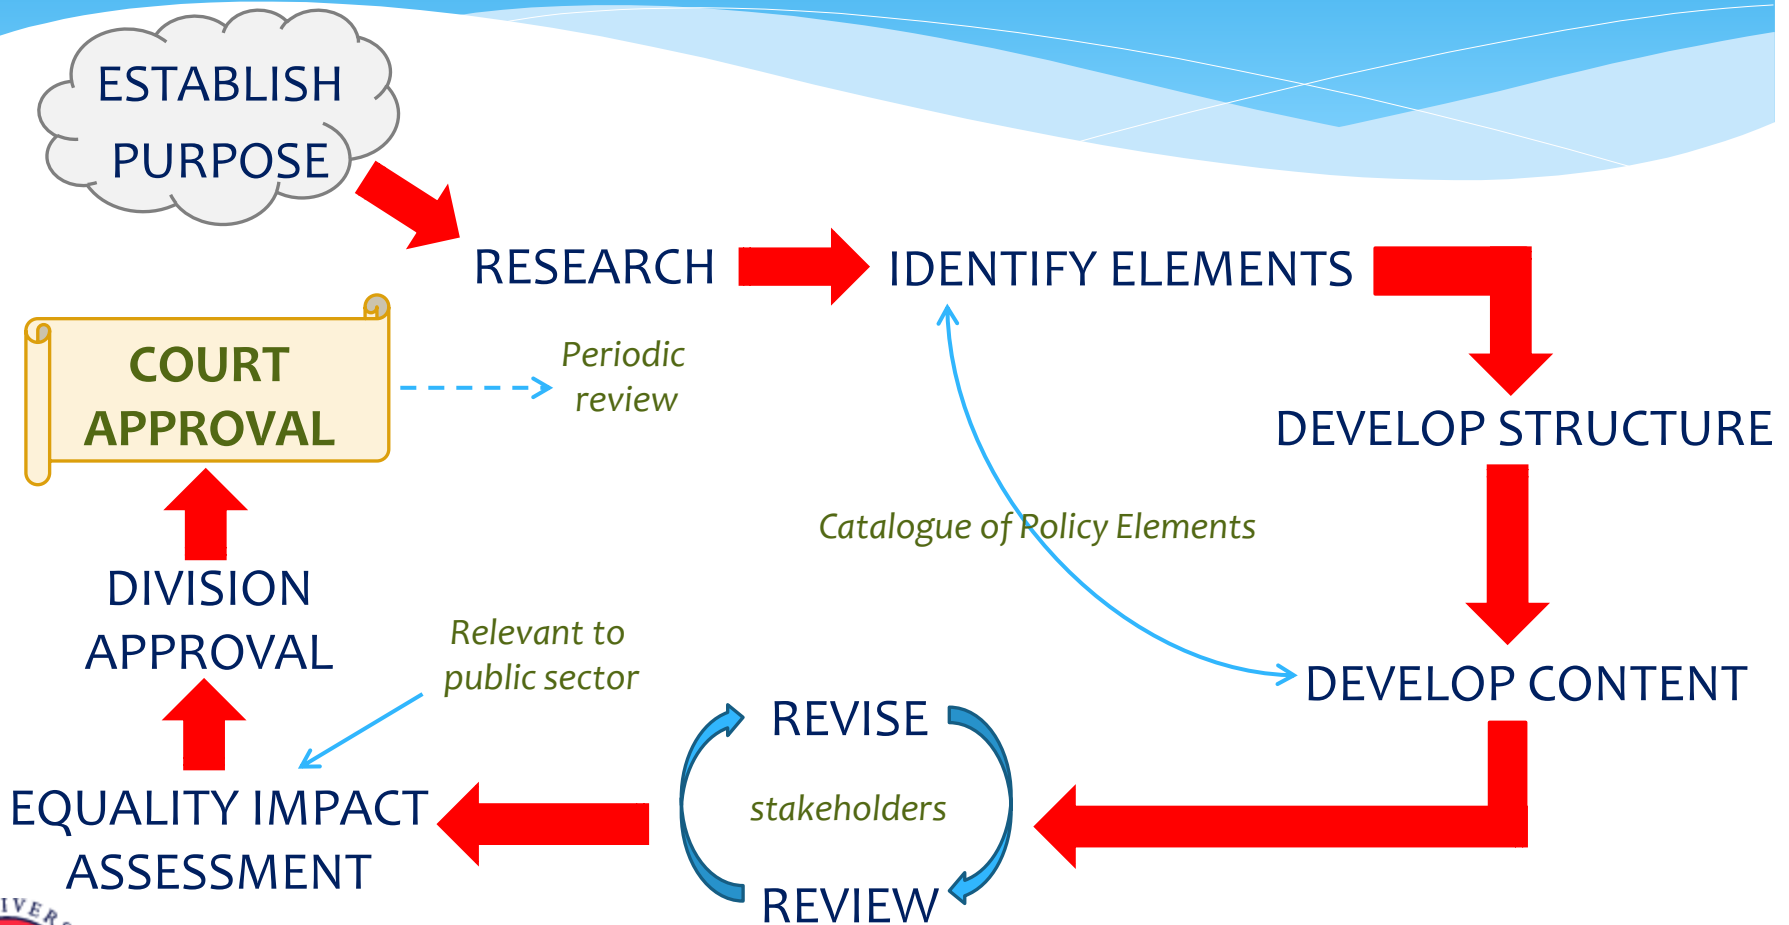 ESTABLISH
PURPOSE
RESEARCH
IDENTIFY ELEMENTS
DEVELOP STRUCTURE
Catalogue of Policy Elements
DEVELOP CONTENT
REVISE
stakeholders
REVIEW
Relevant to
public sector
EQUALITY IMPACT
ASSESSMENT
DIVISION
APPROVAL
COURT
APPROVAL
Periodic
review